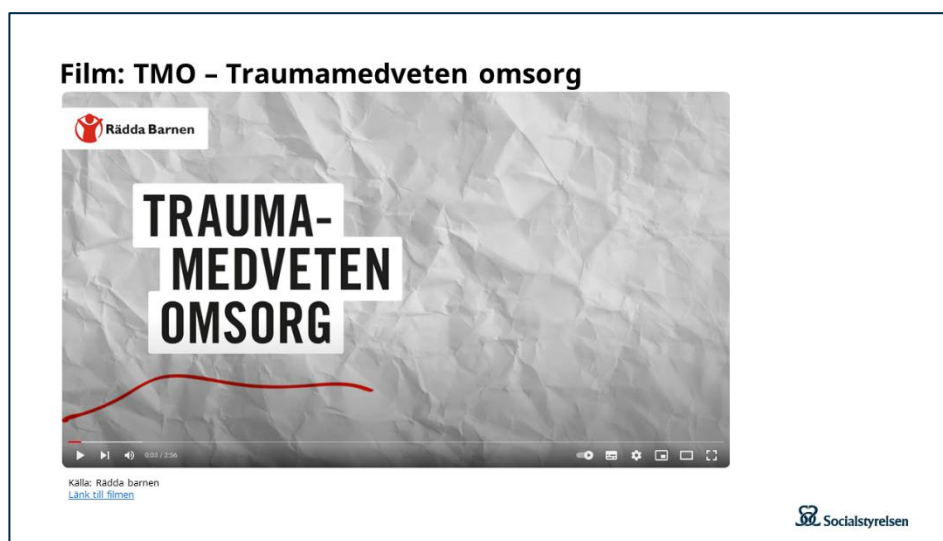 Film: TMO – Traumamedveten omsorg
Rädda Barnen
TRAUMA-
MEDVETEN
OMSORG
0:03 / 2:56
Källa: Rädda barnen
Länk till filmen
Socialstyrelsen